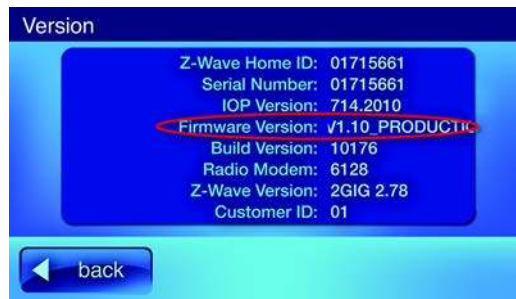 Version
Z-Wave Home ID: 01715661
Serial Number: 01715661
IOP Version: 714.2010
Firmware Version: V1.10_PRODUCTIO
Build Version: 10176
Radio Modem: 6128
Z-Wave Version: 2GIG 2.78
Customer ID: 01
back